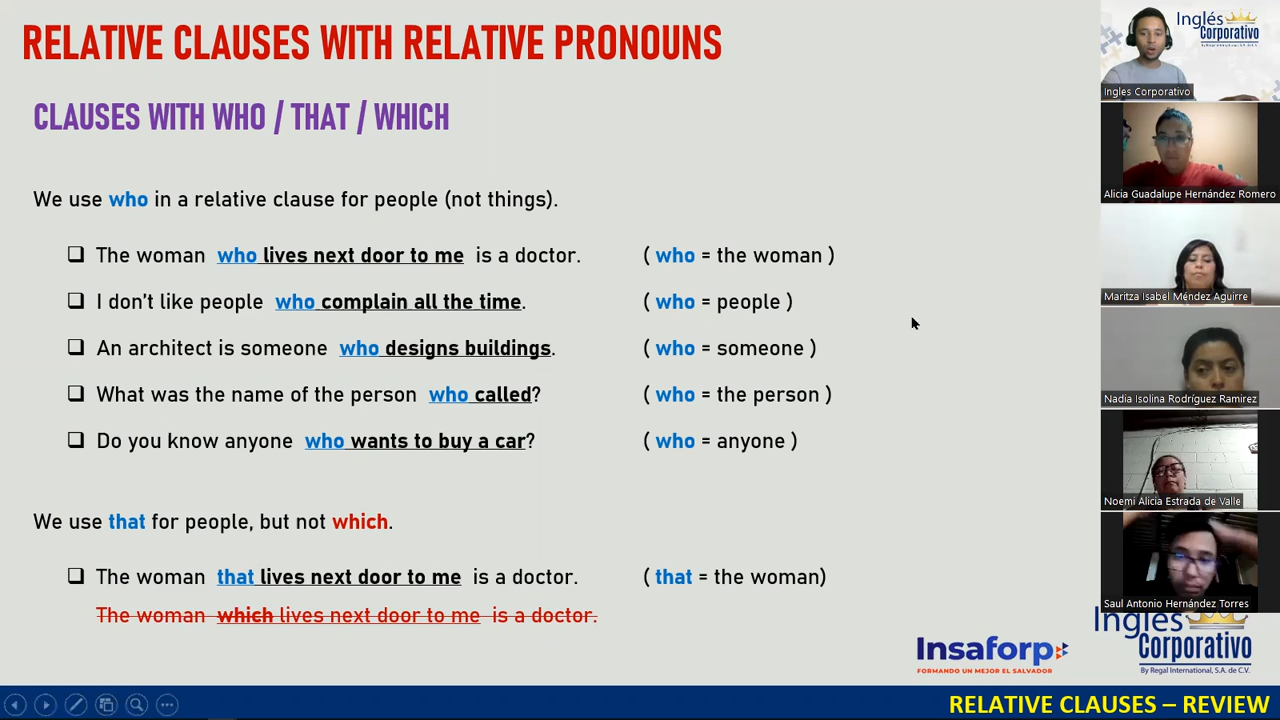 RELATIVE CLAUSES WITH RELATIVE PRONOUNS
CLAUSES WITH WHO / THAT / WHICH
We use who in a relative clause for people (not things).
The woman who lives next door to me is a doctor. ( who = the woman )
I don't like people who complain all the time. ( who = people )
An architect is someone who designs buildings. ( who = someone )
What was the name of the person who called? ( who = the person )
Do you know anyone who wants to buy a car? ( who = anyone )
We use that for people, but not which.
The woman that lives next door to me is a doctor. ( that = the woman)
The woman which lives next door to me is a doctor.
Insaforp
FORMANDO UN MEJOR EL SALVADOR
Inglés
Corporativo
By Regal International, S.A. de C.V.
RELATIVE CLAUSES – REVIEW
Inglés
Corporativo
By Regal International, S.A. de C.V.
Ingles Corporativo
Alicia Guadalupe Hernández Romero
Maritza Isabel Méndez Aguirre
Nadia Isolina Rodríguez Ramirez
Noemi Alicia Estrada de Valle
Saul Antonio Hernández Torres